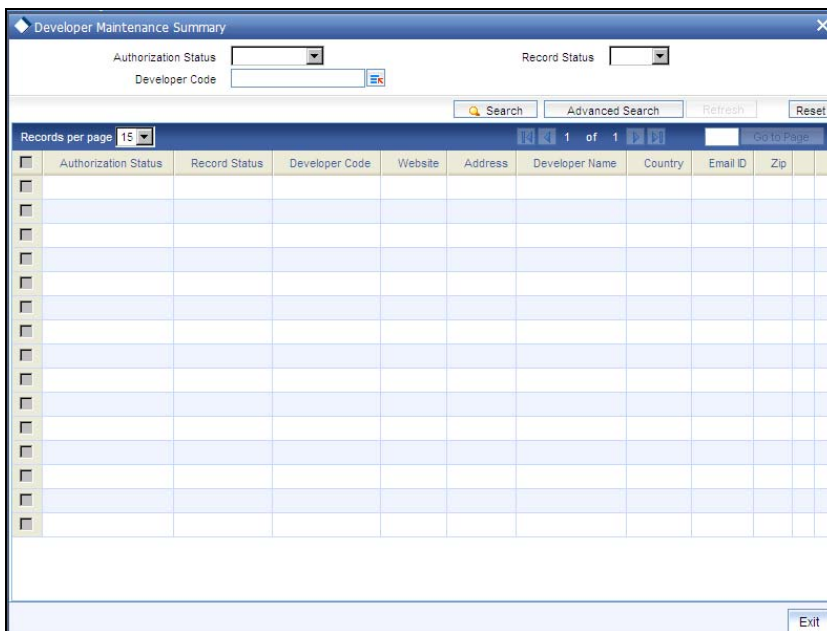 Developer Maintenance Summary
Authorization Status Record Status
Developer Code
Search Advanced Search Refresh Reset
Records per page 15 1 of 1 Go to Page
Authorization Status Record Status Developer Code Website Address Developer Name Country Email ID Zip
Exit